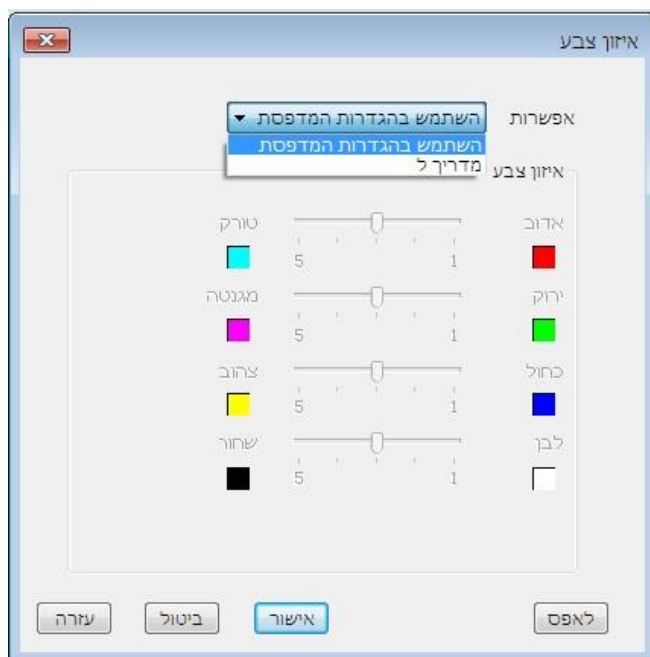 איזון צבע
אפשרות השתמש בהגדרות המדפסת
השתמש בהגדרות המדפסת
מדריך ל
איזון צבע
אדום טורק
1 5
ירוק מגנטה
1 5
כחול צהוב
1 5
לבן שחור
1 5
לאפס אישור ביטול עזרה